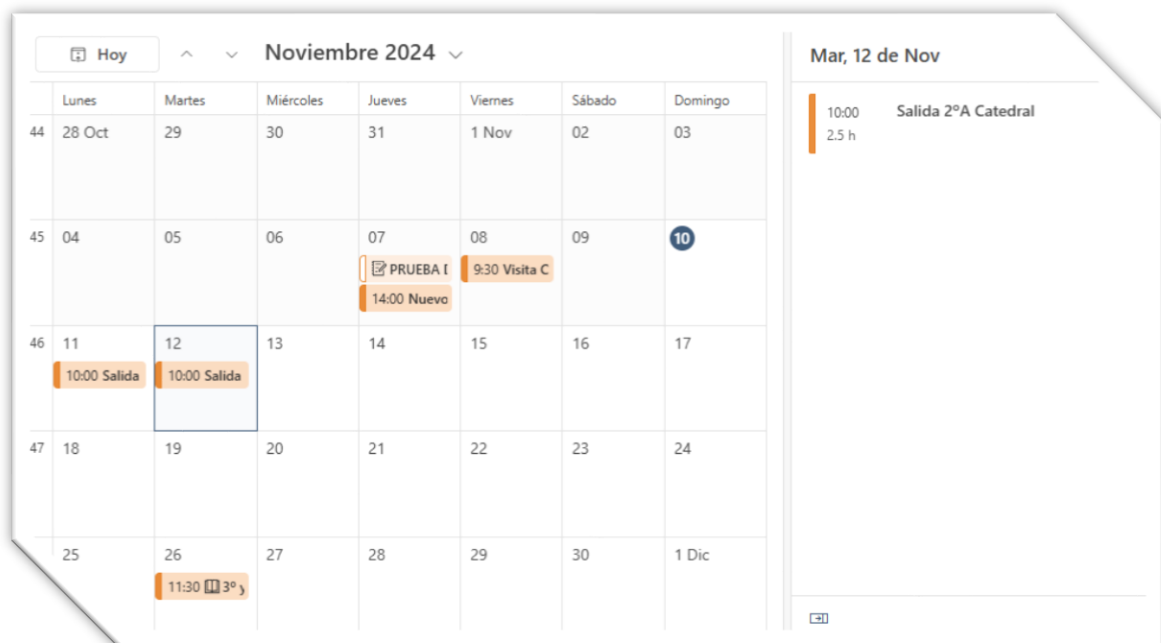 Hoy Noviembre 2024
Lunes Martes Miércoles Jueves Viernes Sábado Domingo
44 28 Oct 29 30 31 1 Nov 02 03
45 04 05 06 07 08 09 10
PRUEBA 9:30 Visita C
14:00 Nuevo
46 11 12 13 14 15 16 17
10:00 Salida 10:00 Salida
47 18 19 20 21 22 23 24
25 26 27 28 29 30 1 Dic
11:30 3º y
Mar, 12 de Nov
10:00 Salida 2ºA Catedral
2.5 h